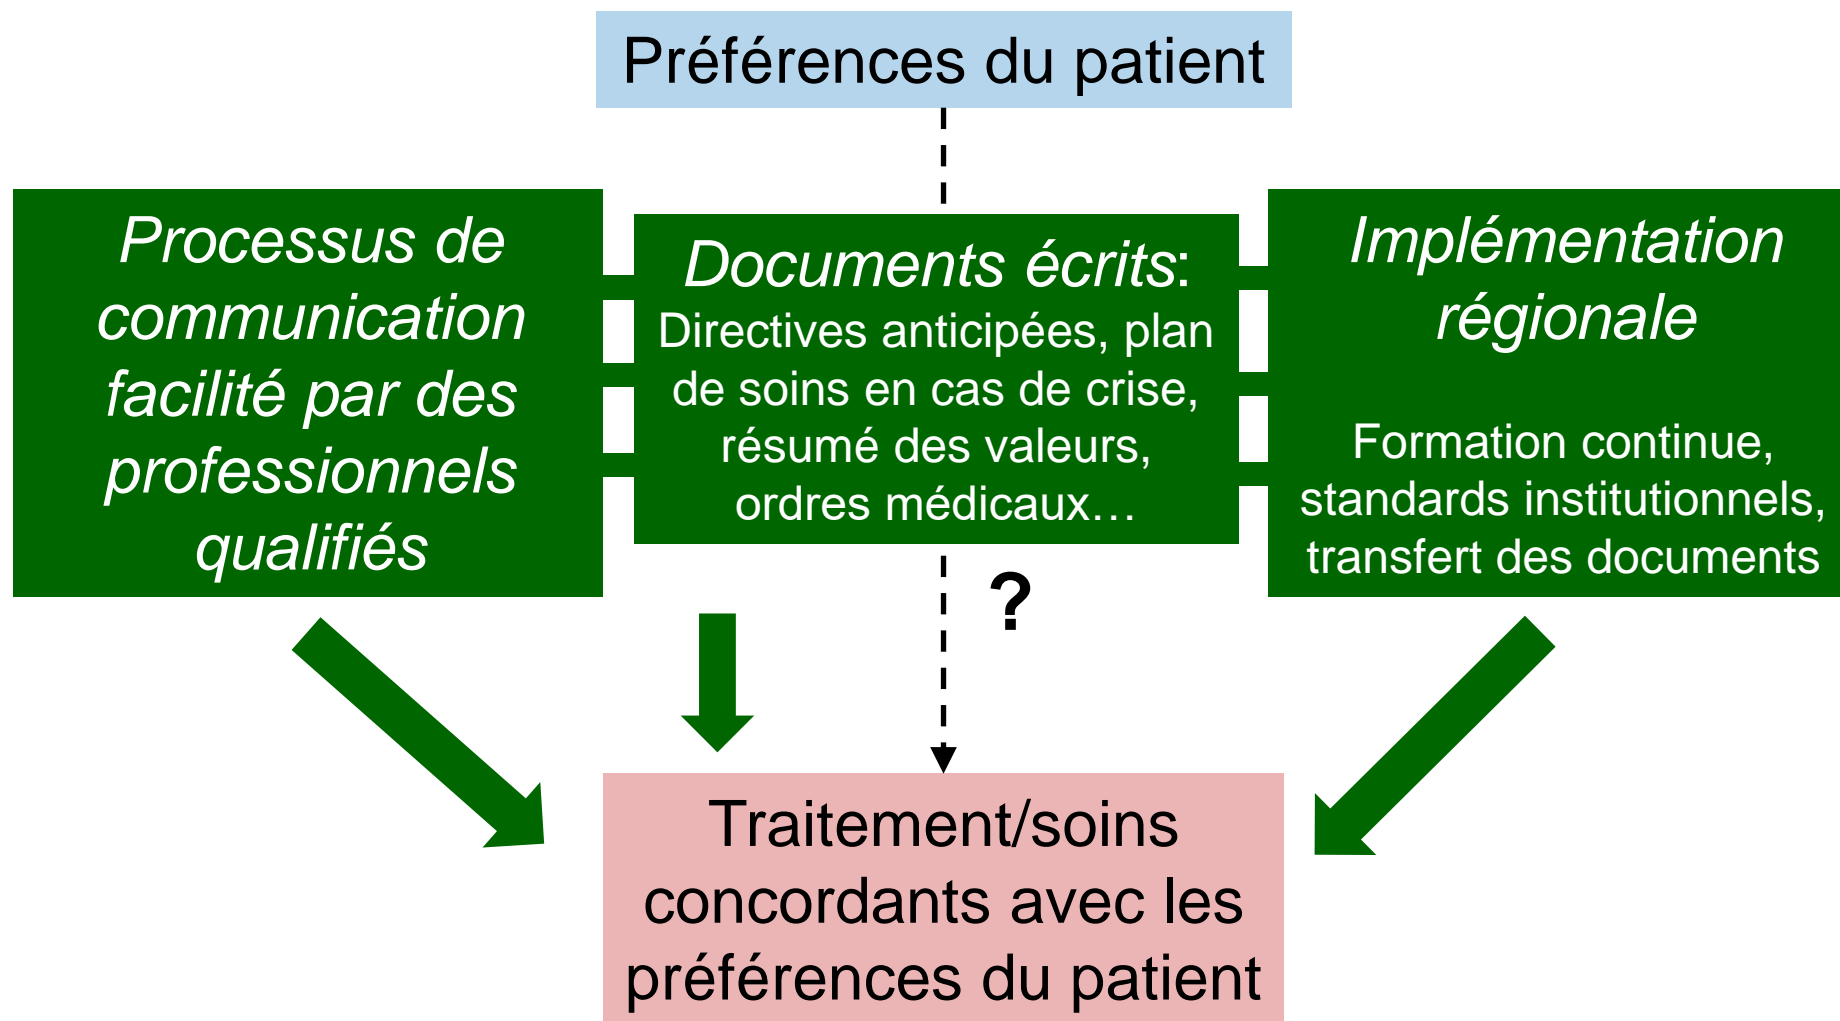 Préférences du patient
Processus de
communication
facilité par des
professionnels
qualifiés
Documents écrits:
Directives anticipées, plan
de soins en cas de crise,
résumé des valeurs,
ordres médicaux…
Implémentation
régionale
Formation continue,
standards institutionnels,
transfert des documents
?
Traitement/soins
concordants avec les
préférences du patient